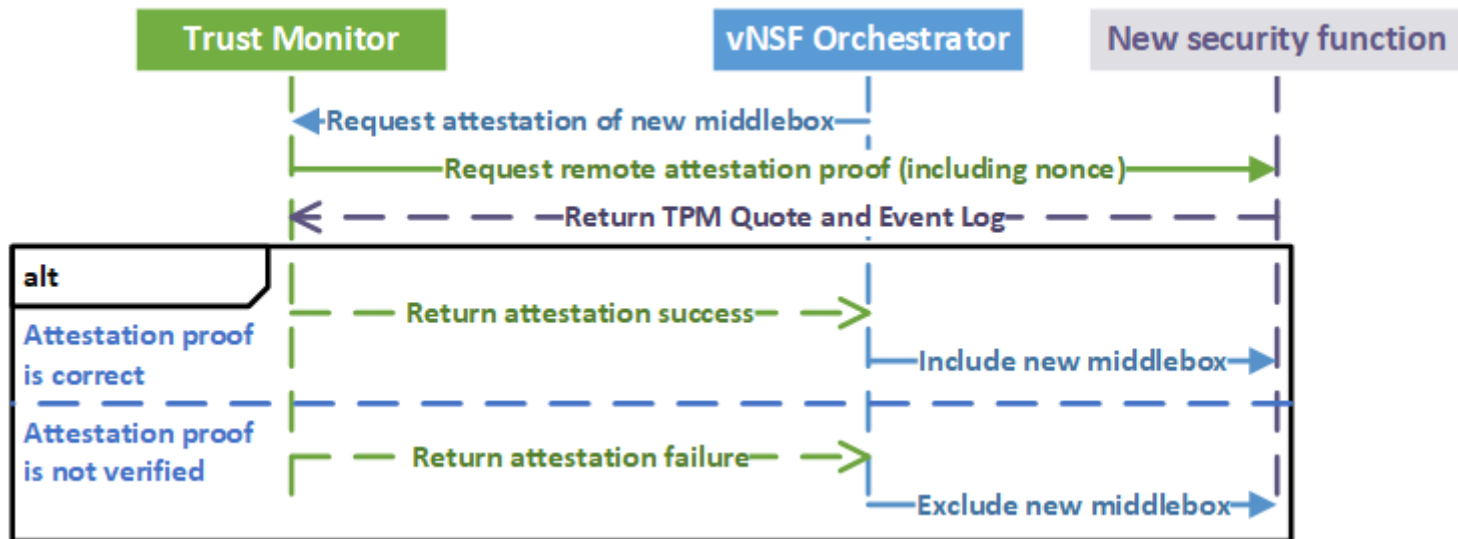 Trust Monitor
vNSF Orchestrator
New security function
Request attestation of new middlebox
Request remote attestation proof (including nonce)
Return TPM Quote and Event Log
alt
Return attestation success
Attestation proof
is correct
Include new middlebox
Attestation proof
is not verified
Return attestation failure
Exclude new middlebox